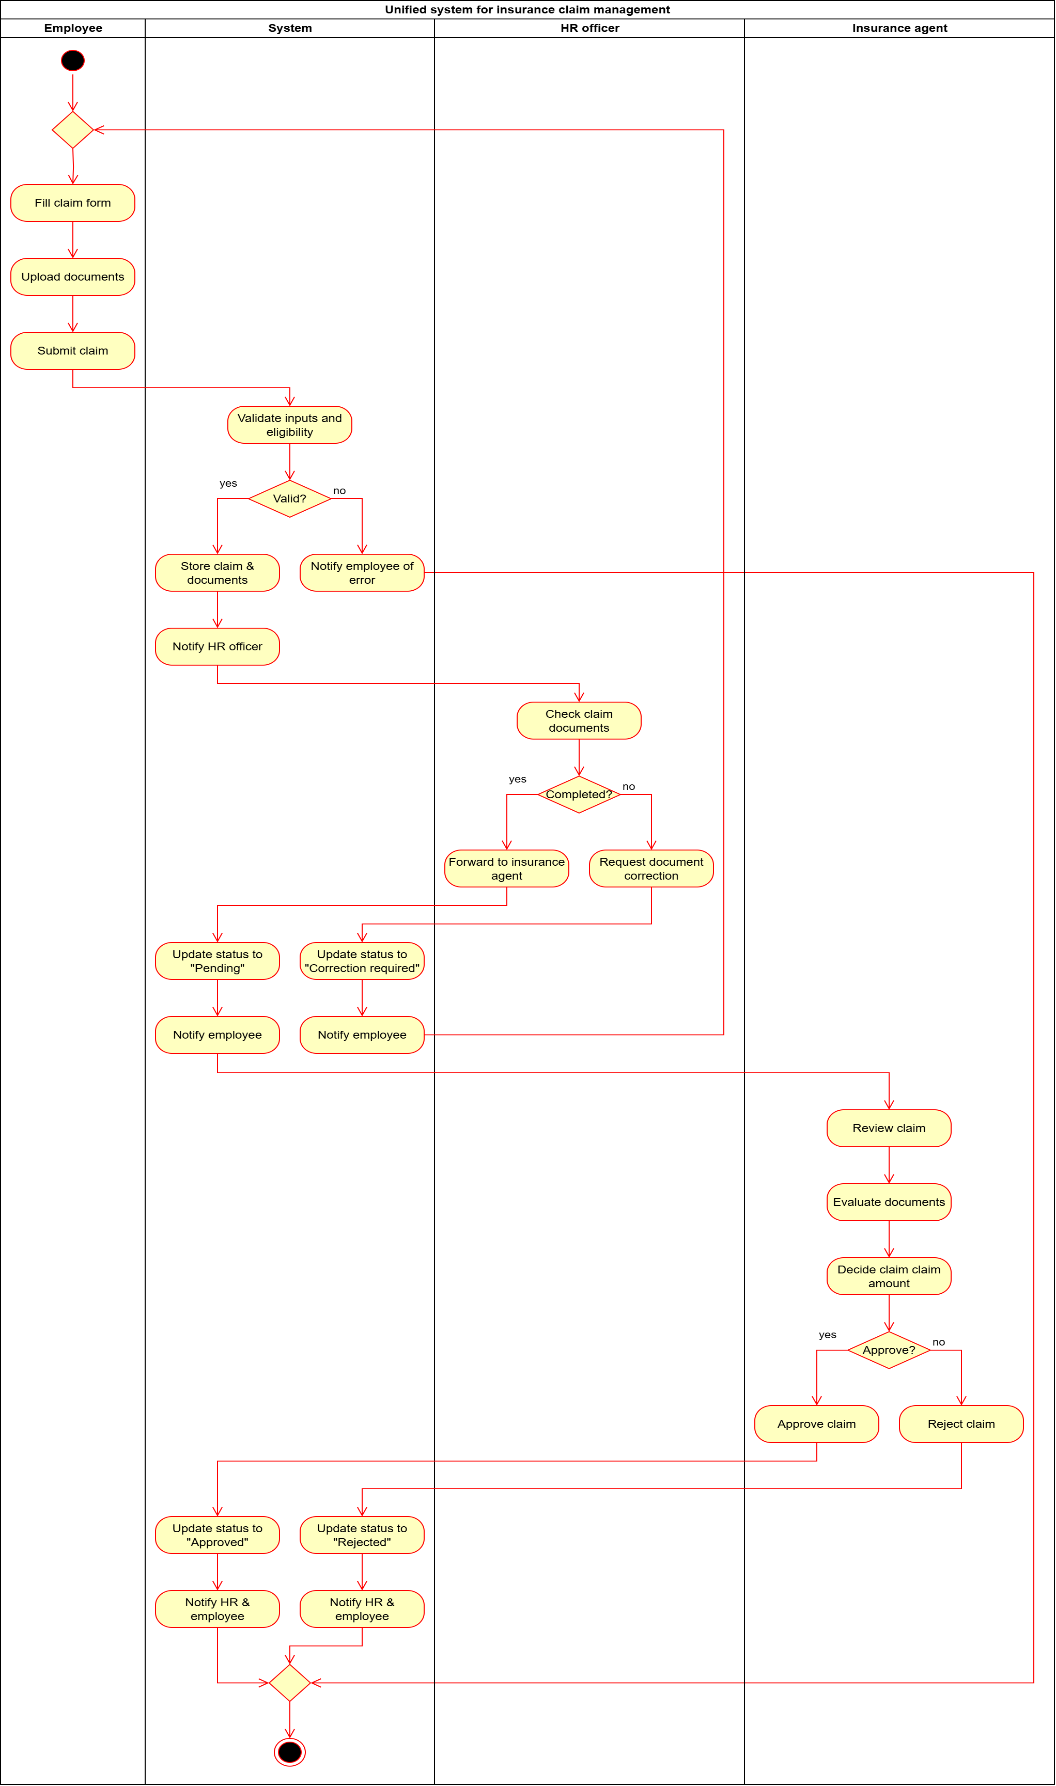 Unified system for insurance claim management
Employee
System
HR officer
Insurance agent
Fill claim form
Upload documents
Submit claim
Validate inputs and
eligibility
yes
no
Valid?
Store claim &
documents
Notify employee of
error
Notify HR officer
Check claim
documents
yes
no
Completed?
Forward to insurance
agent
Request document
correction
Update status to
"Pending"
Update status to
"Correction required"
Notify employee
Notify employee
Review claim
Evaluate documents
Decide claim claim
amount
yes
no
Approve?
Approve claim
Reject claim
Update status to
"Approved"
Update status to
"Rejected"
Notify HR &
employee
Notify HR &
employee